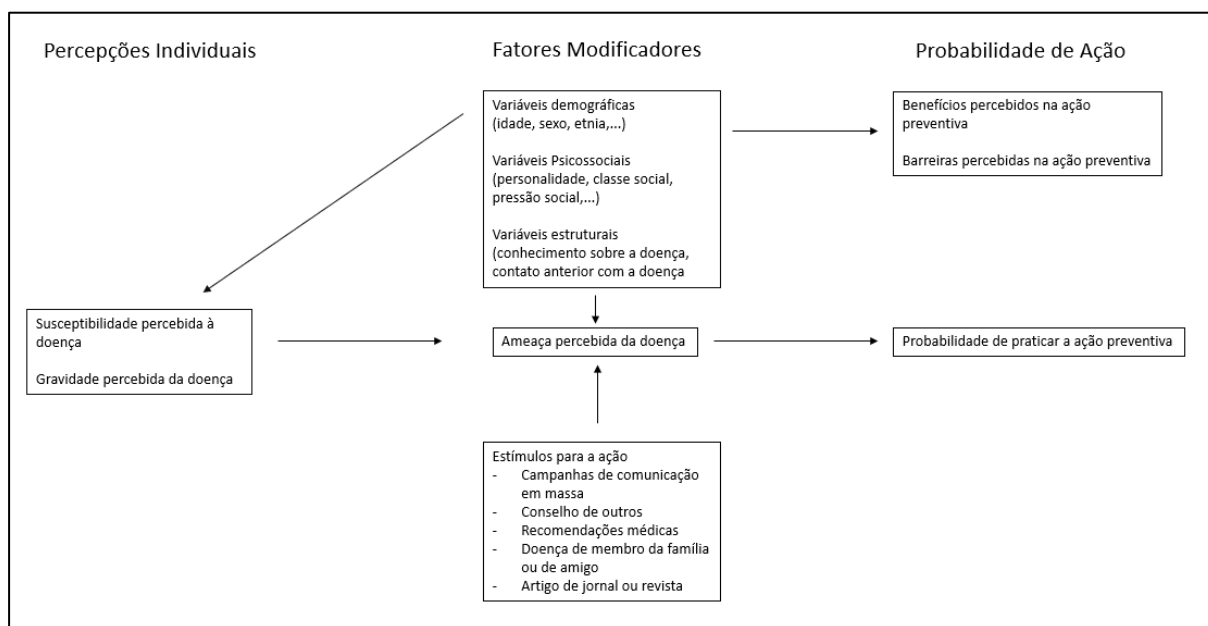 Percepções Individuais
Fatores Modificadores
Probabilidade de Ação
Variáveis demográficas
(idade, sexo, etnia,...)
Variáveis Psicossociais
(personalidade, classe social,
pressão social,...)
Variáveis estruturais
(conhecimento sobre a doença,
contato anterior com a doença
Benefícios percebidos na ação
preventiva
Barreiras percebidas na ação preventiva
Susceptibilidade percebida à
doença
Gravidade percebida da doença
Ameaça percebida da doença
Probabilidade de praticar a ação preventiva
Estímulos para a ação
- Campanhas de comunicação
em massa
- Conselho de outros
- Recomendações médicas
- Doença de membro da família
ou de amigo
- Artigo de jornal ou revista